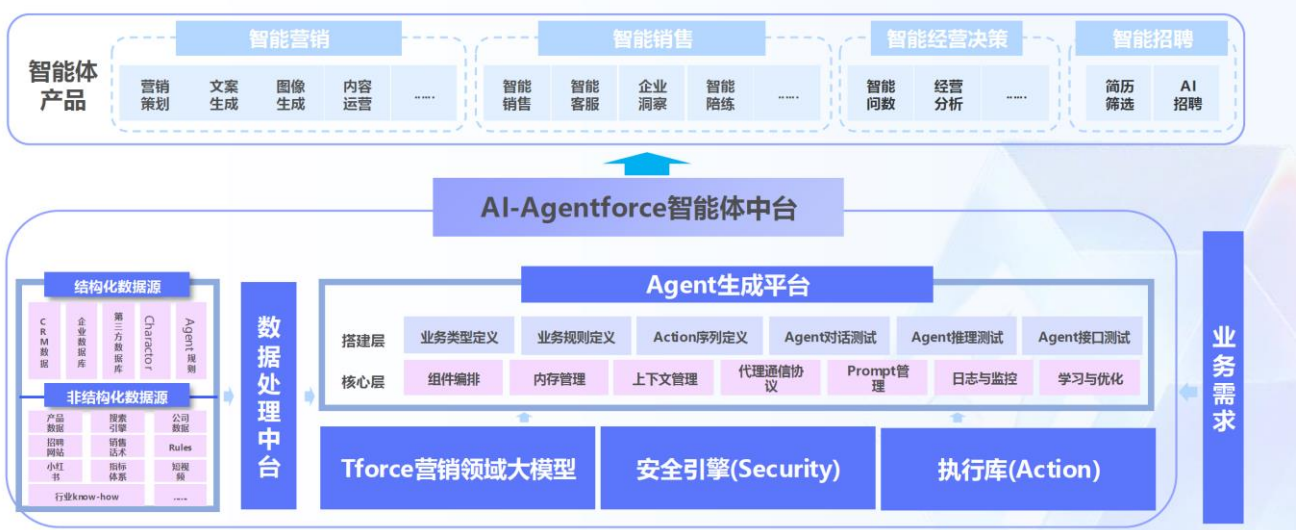 智能营销
智能销售
智能经营决策
智能招聘
智能体
产品
营销
策划
文案
生成
图像
生成
内容
运营
......
智能
销售
智能
客服
企业
洞察
智能
陪练
......
智能
问数
经营
分析
......
简历
筛选
AI
招聘
AI-Agentforce智能体中台
结构化数据源
CRM数据
企业数据库
第三方数据库
Charactor
Agent规则
非结构化数据源
产品
数据
搜索
引擎
公司
数据
招聘
网站
销售
话术
Rules
小红
书
指标
体系
短视
频
行业know-how
......
数据处理中台
Agent生成平台
搭建层
业务类型定义
业务规则定义
Action序列定义
Agent对话测试
Agent推理测试
Agent接口测试
核心层
组件编排
内存管理
上下文管理
代理通信协
议
Prompt管
理
日志与监控
学习与优化
Tforce营销领域大模型
安全引擎(Security)
执行库(Action)
业务需求